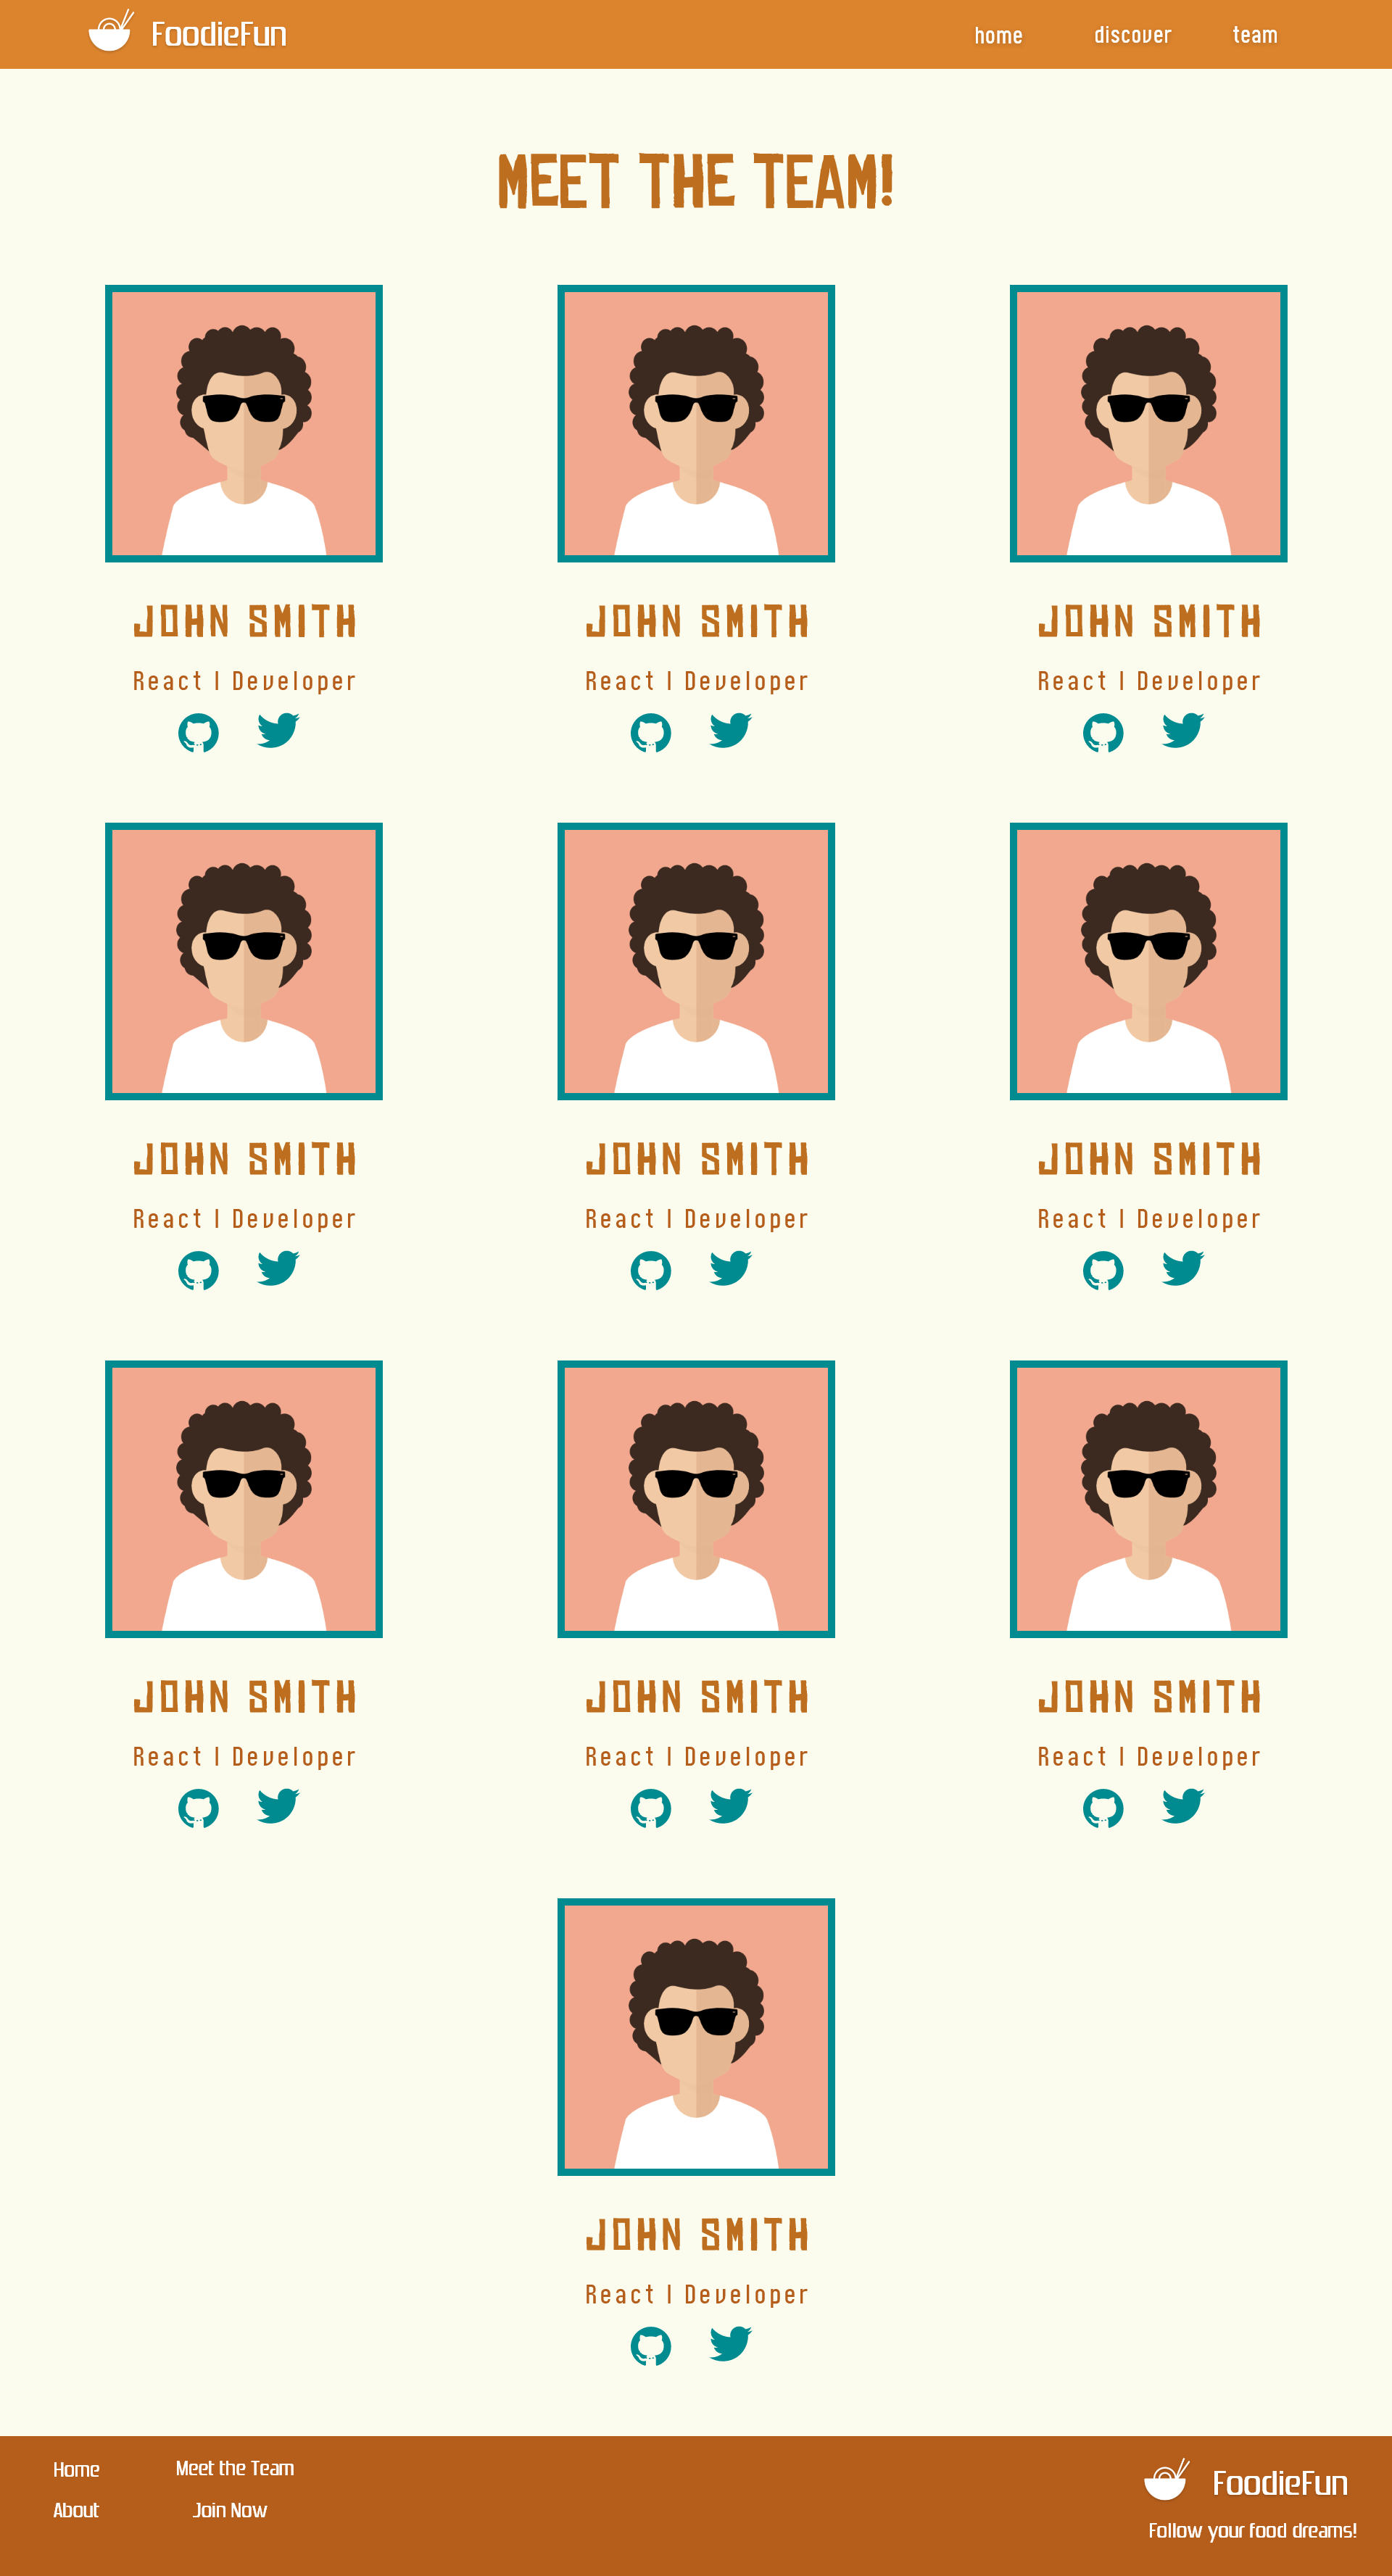 FoodieFun home discover team
MEET THE TEAM!
JOHN SMITH JOHN SMITH JOHN SMITH
React | Developer React | Developer React | Developer
JOHN SMITH JOHN SMITH JOHN SMITH
React | Developer React | Developer React | Developer
JOHN SMITH JOHN SMITH JOHN SMITH
React | Developer React | Developer React | Developer
JOHN SMITH
React | Developer
Home Meet the Team FoodieFun
About Join Now
Follow your food dreams!